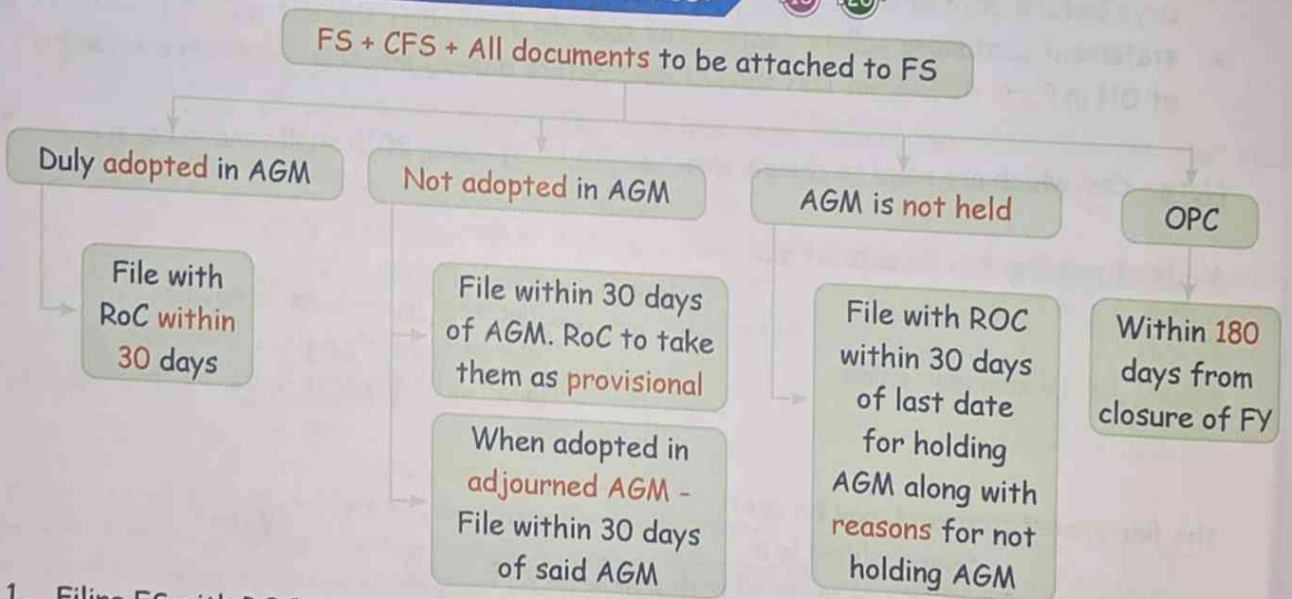 FS + CFS + All documents to be attached to FS
Duly adopted in AGM
File with
RoC within
30 days
Not adopted in AGM
File within 30 days
of AGM. RoC to take
them as provisional
When adopted in
adjourned AGM -
File within 30 days
of said AGM
AGM is not held
File with ROC
within 30 days
of last date
for holding
AGM along with
reasons for not
holding AGM
OPC
Within 180
days from
closure of FY
1. Filing FS with